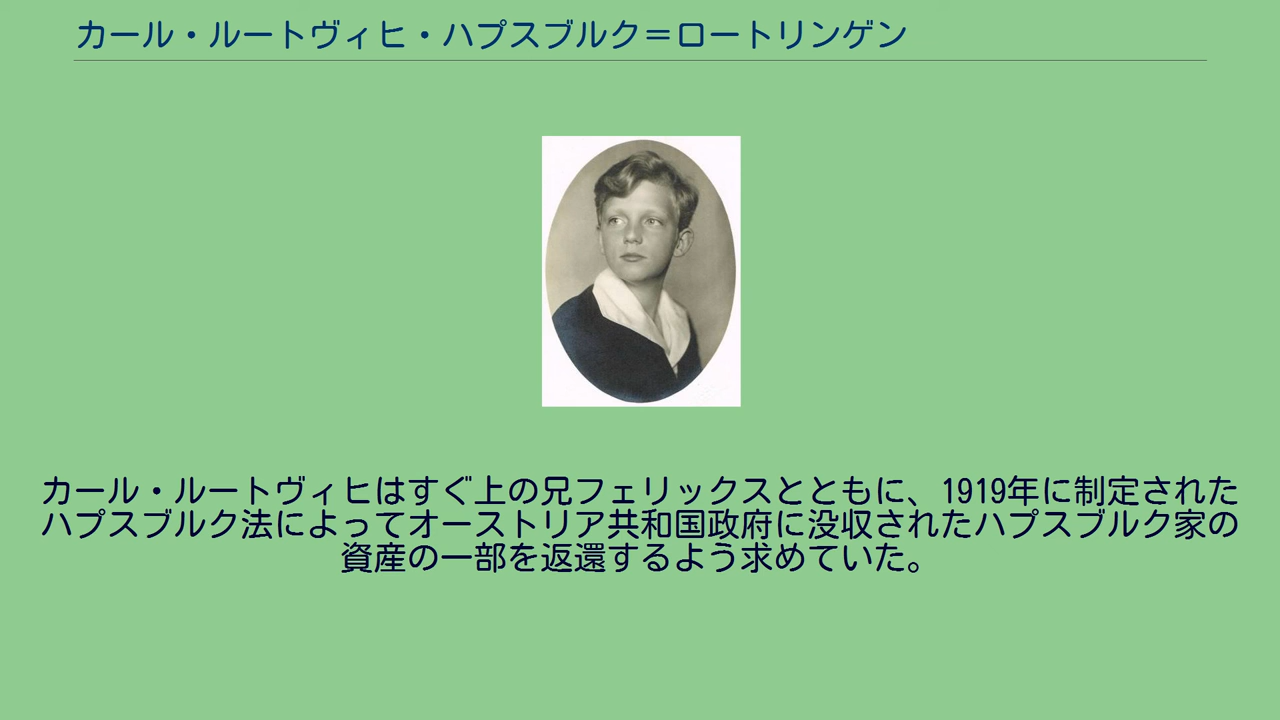 カール・ルートヴィヒ・ハプスブルク＝ロートリンゲン
カール・ルートヴィヒはすぐ上の兄フェリックスとともに、1919年に制定された
ハプスブルク法によってオーストリア共和国政府に没収されたハプスブルク家の
資産の一部を返還するよう求めていた。